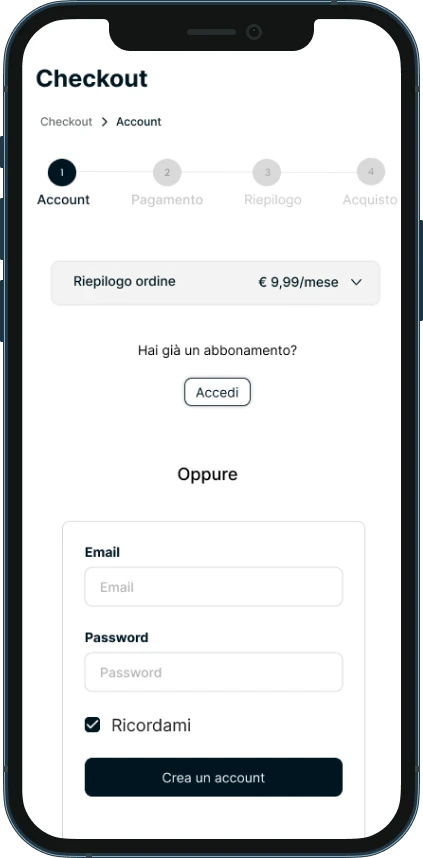 Checkout
Checkout > Account
1 2 3 4
Account Pagamento Riepilogo Acquisto
Riepilogo ordine € 9,99/mese
Hai già un abbonamento?
Accedi
Oppure
Email
Email
Password
Password
Ricordami
Crea un account